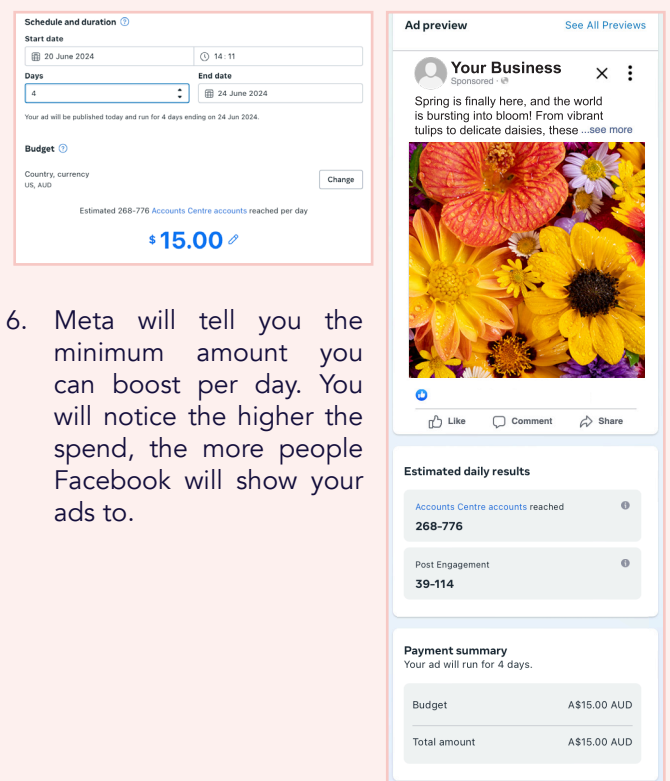 Schedule and duration ?
Start date
20 June 2024
14: 11
Days
End date
4
24 June 2024
Your ad will be published today and run for 4 days ending on 24 Jun 2024.
Budget ?
Country, currency
US, AUD
Change
Estimated 268-776 Accounts Centre accounts reached per day
$ 15.00
6. Meta will tell you the
minimum amount you
can boost per day. You
will notice the higher the
spend, the more people
Facebook will show your
ads to.
Ad preview
See All Previews
Your Business
Sponsored ·
Spring is finally here, and the world
is bursting into bloom! From vibrant
tulips to delicate daisies, these ...see more
Like
Comment
Share
Estimated daily results
Accounts Centre accounts reached
268-776
Post Engagement
39-114
Payment summary
Your ad will run for 4 days.
Budget A$15.00 AUD
Total amount A$15.00 AUD